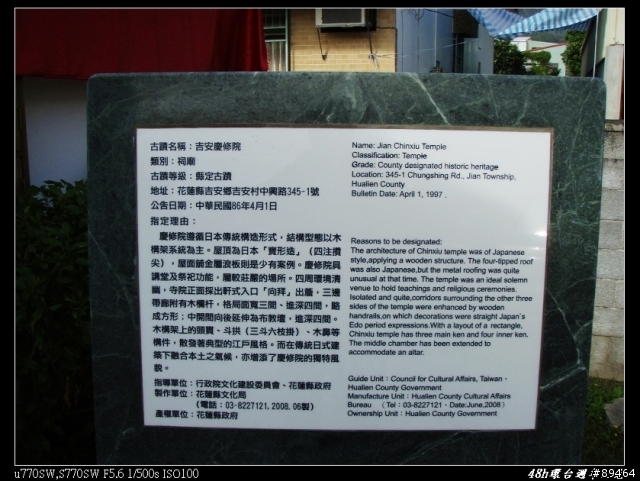 古蹟名稱：吉安慶修院
類別：祠廟
古蹟等級：縣定古蹟
地址：花蓮縣吉安鄉吉安村中興路345-1號
公告日期：中華民國86年4月1日
指定理由：
慶修院遵循日本傳統構造形式，結構型態以木
構架系統為主。屋頂為日本「寶形造」（四注攢
尖），屋面舖金屬浪板則是少有案例。慶修院具
講堂及祭祀功能，屬較莊嚴的場所。四周環境清
幽，寺院正面探出軒式入口「向拜」出廊，三邊
帶廊附有木欄杆，格局面寬三間、進深四間，略
成方形；中開間向後延伸為布教壇，進深四間。
木構架上的頭貫、斗拱（三斗六枝掛）、木鼻等
構件，散發著典型的江戶風格。而在傳統日式建
築下融合本土之氣候，亦增添了慶修院的獨特風
貌。
指導單位：行政院文化建設委員會、花蓮縣政府
製作單位：花蓮縣文化局
（電話：03-8227121, 2008. 06製）
產權單位：花蓮縣政府
Name: Jian Chinxiu Temple
Classification: Temple
Grade: County designated historic heritage
Location: 345-1 Chungshing Rd., Jian Township,
Hualien County
Bulletin Date: April 1, 1997 .
Reasons to be designated:
The architecture of Chinxiu temple was of Japanese
style,applying a wooden structure. The four-tipped roof
was also Japanese,but the metal roofing was quite
unusual at that time. The temple was an ideal solemn
venue to hold teachings and religious ceremonies.
Isolated and quite,corridors surrounding the other three
sides of the temple were enhanced by wooden
handrails,on which decorations were straight Japan´s
Edo period expressions.With a layout of a rectangle,
Chinxiu temple has three main ken and four inner ken.
The middle chamber has been extended to
accommodate an altar.
Guide Unit：Council for Cultural Affairs, Taiwan、
Hualien County Government
Manufacture Unit：Hualien County Cultural Affairs
Bureau （Tel：03-8227121，Date:June,2008）
Ownership Unit：Hualien County Government
u770SW,S770SW F5.6 1/500s ISO100
48h環台週 #89464